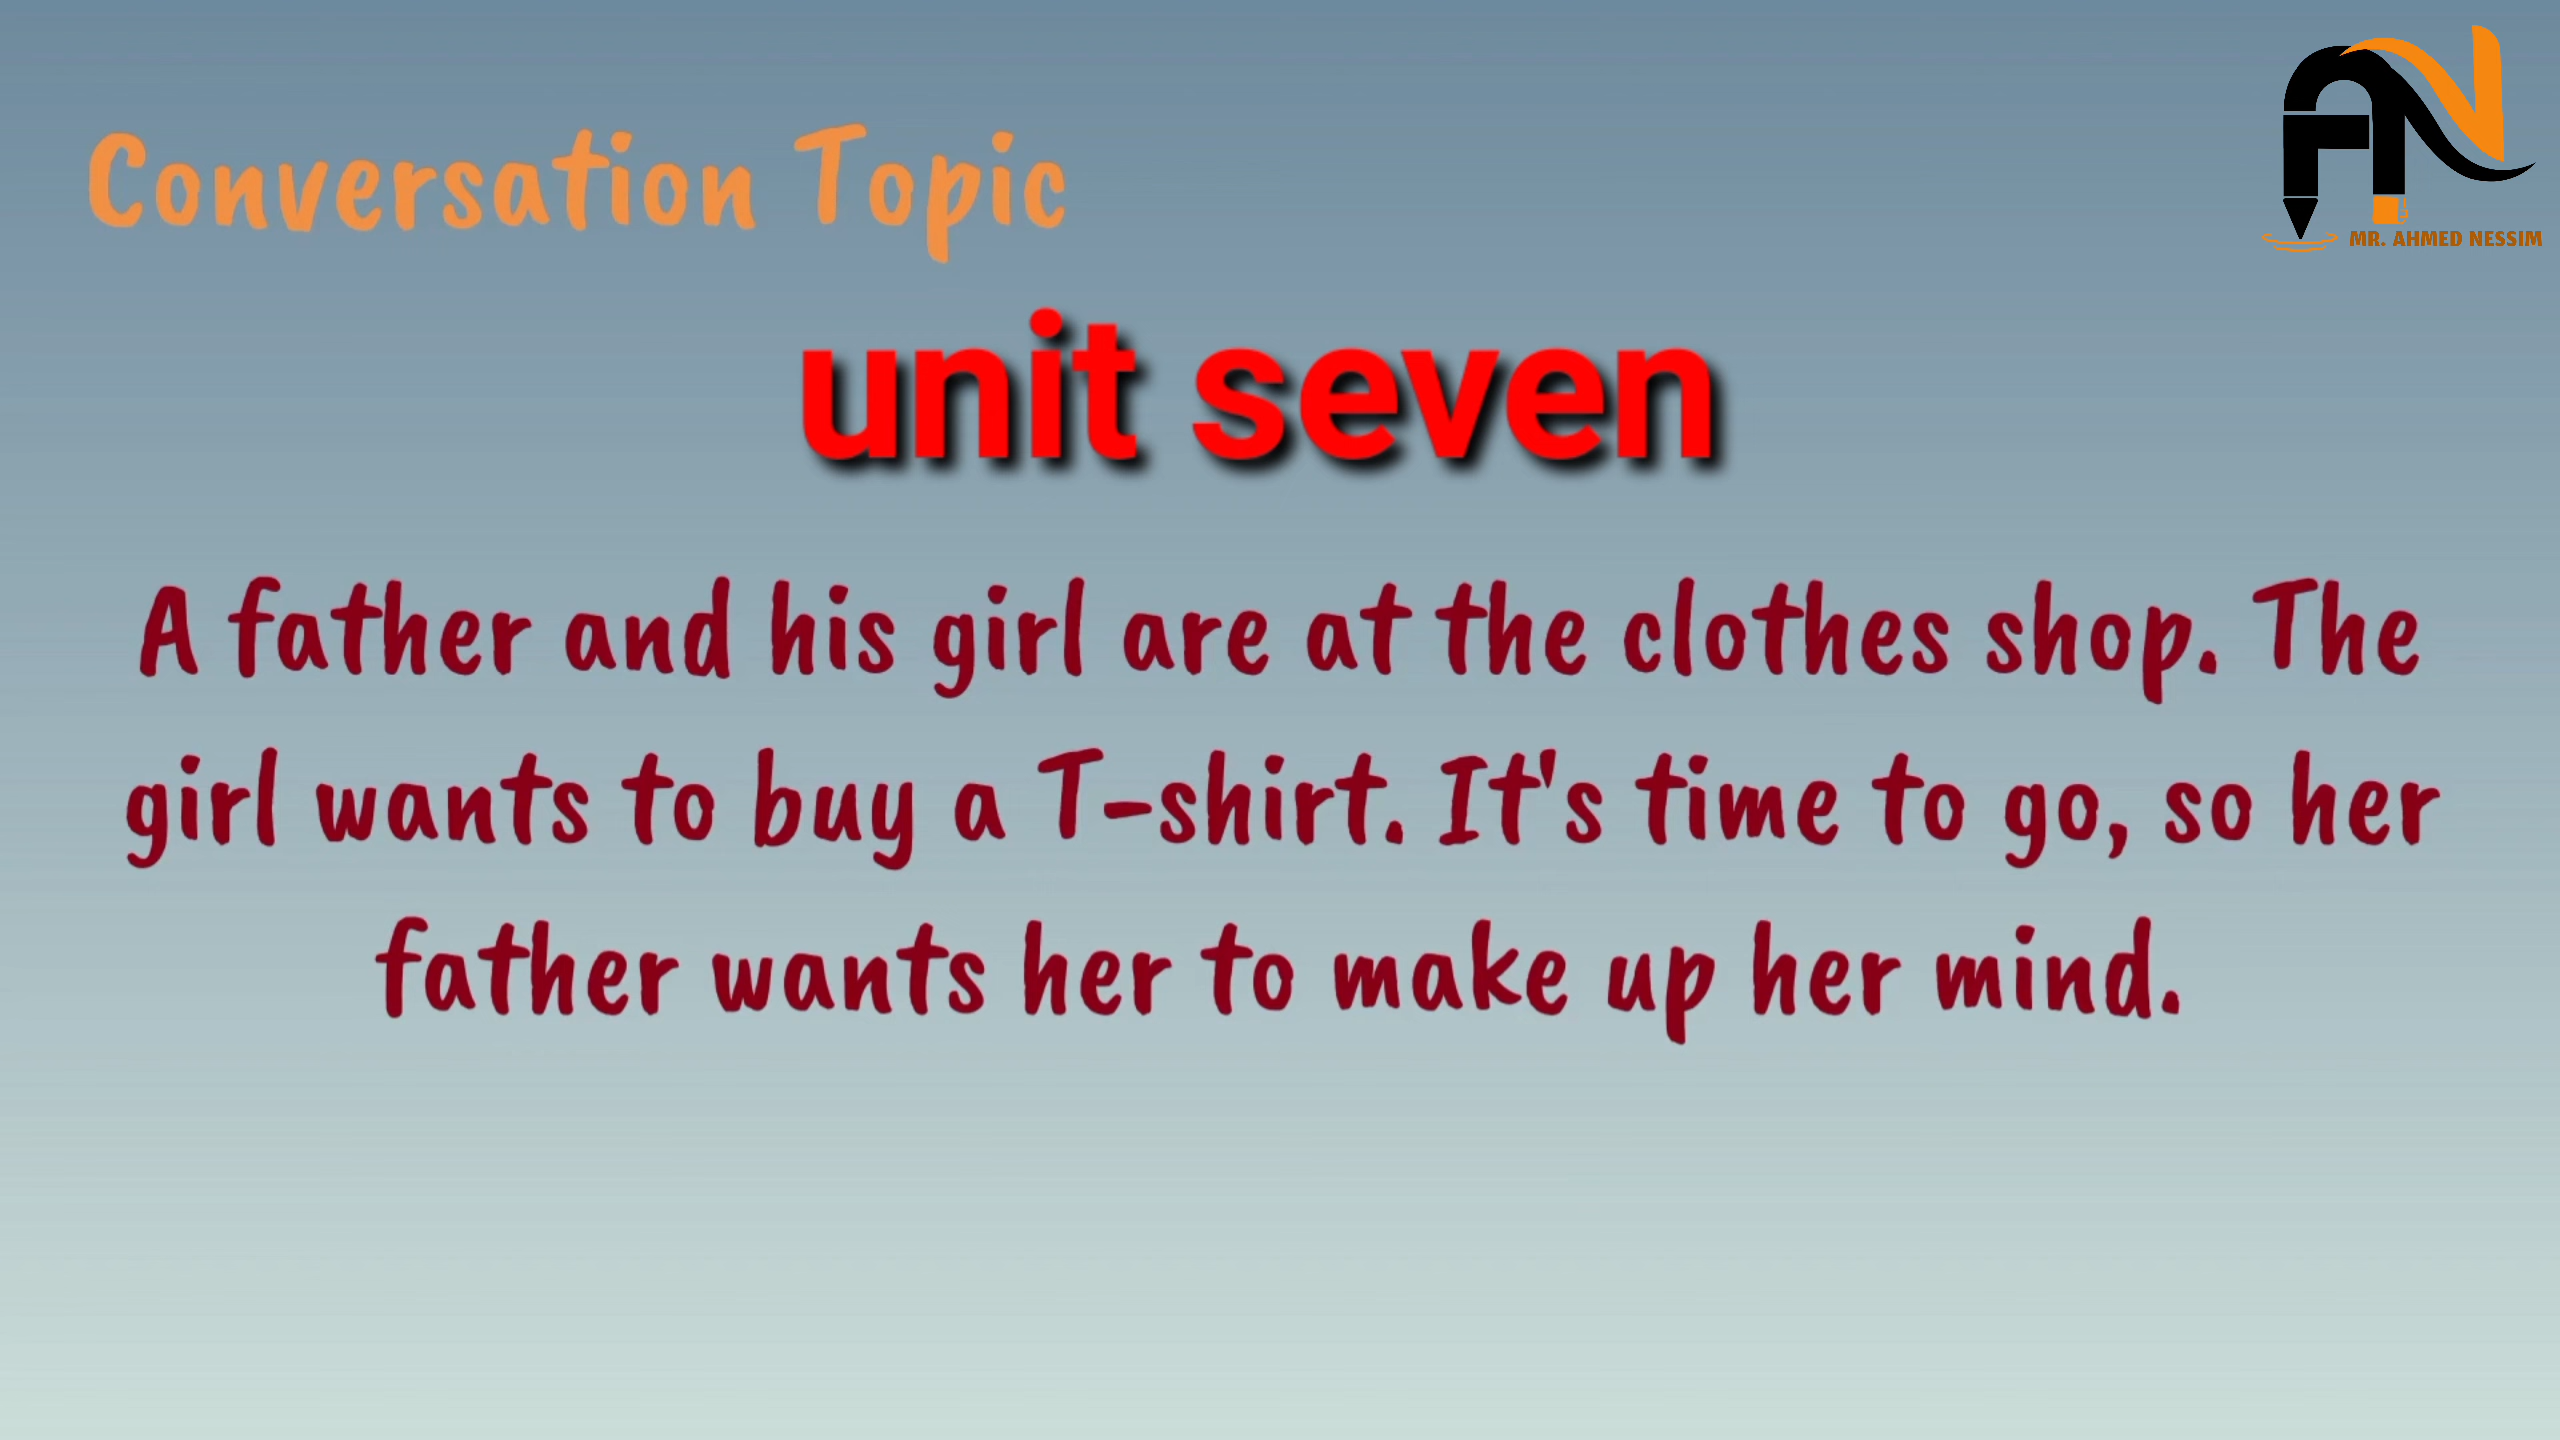 Conversation Topic
MR. AHMED NESSIM
unit seven
A father and his girl are at the clothes shop. The
girl wants to buy a T-shirt. It's time to go, so her
father wants her to make up her mind.